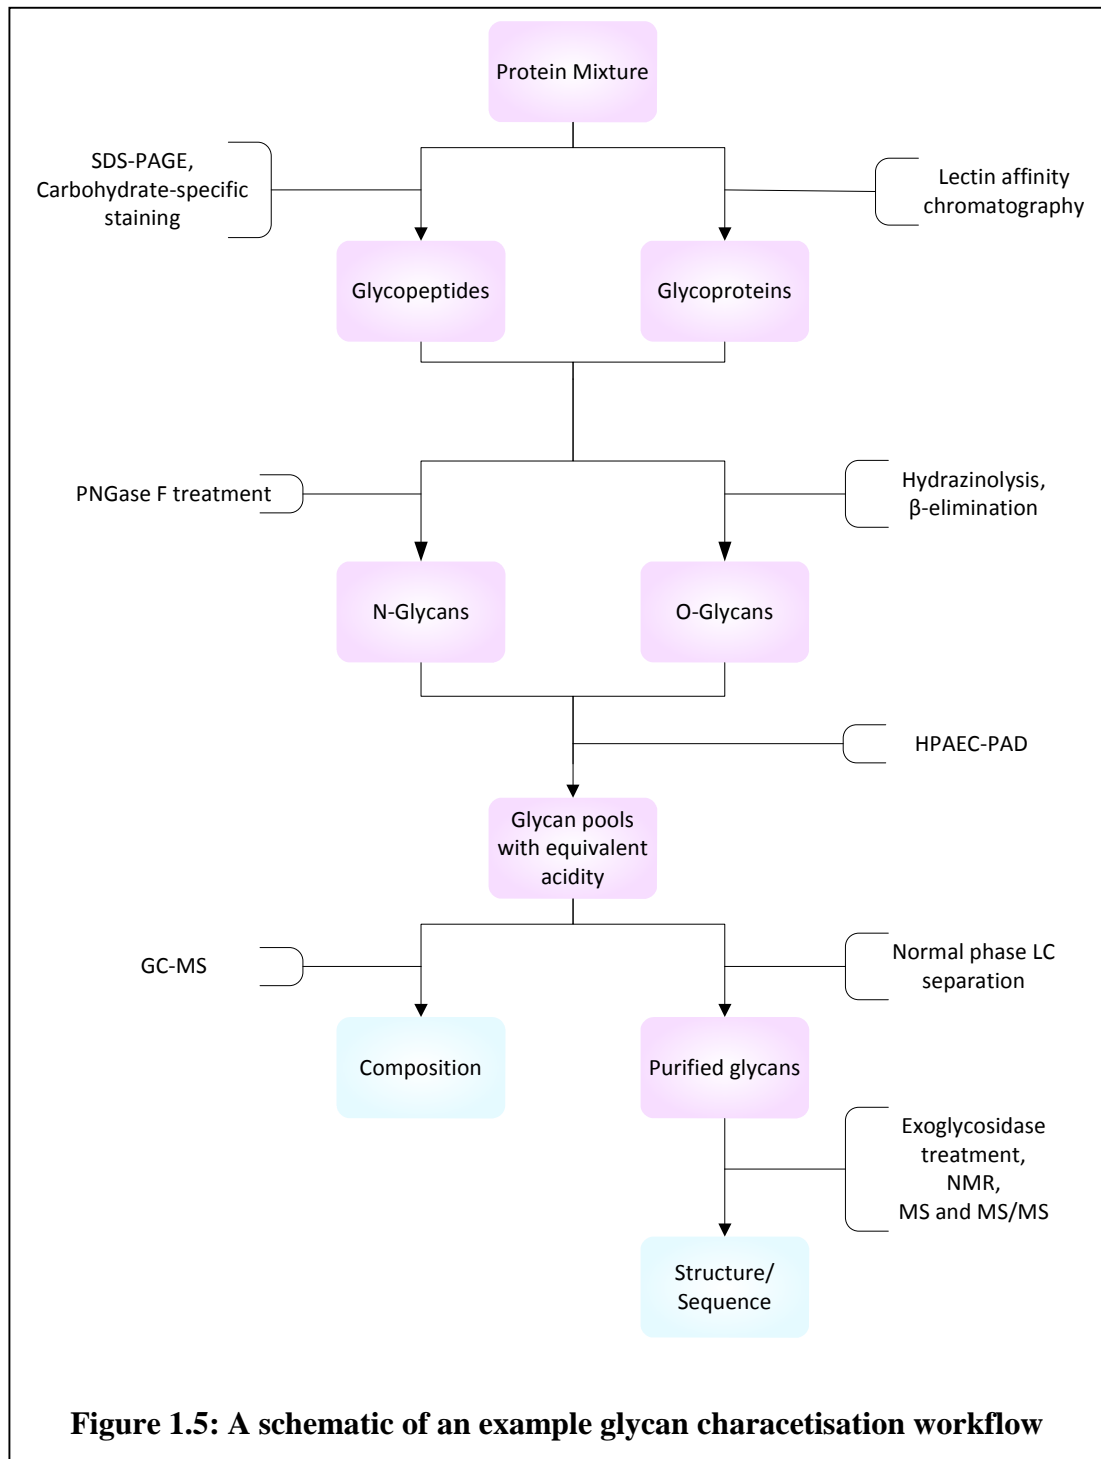 Protein Mixture
SDS-PAGE,
Carbohydrate-specific
staining
Lectin affinity
chromatography
Glycopeptides
Glycoproteins
PNGase F treatment
Hydrazinolysis,
β-elimination
N-Glycans
O-Glycans
HPAEC-PAD
Glycan pools
with equivalent
acidity
GC-MS
Normal phase LC
separation
Composition
Purified glycans
Exoglycosidase
treatment,
NMR,
MS and MS/MS
Structure/
Sequence
Figure 1.5: A schematic of an example glycan characetisation workflow